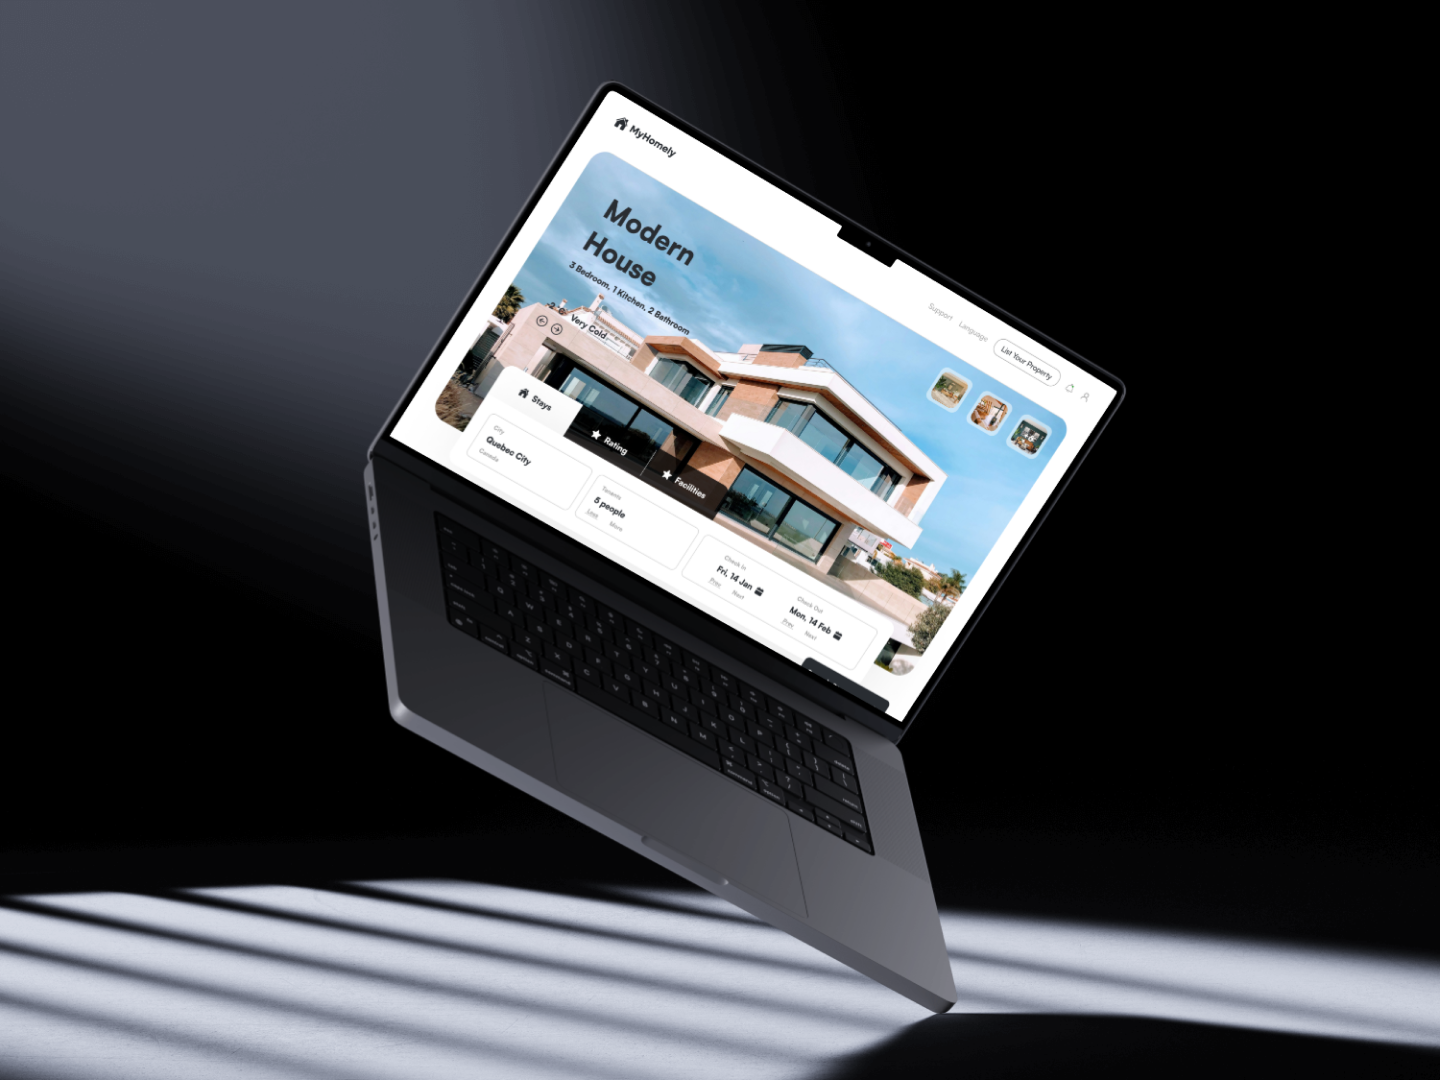 MyHomely
Support
Language
List Your Property
Modern
House
3 Bedroom, 1 Kitchen, 2 Bathroom
Very Cold
Stays
Rating
Facilities
City
Quebec City
Canada
Tenants
5 people
Less
More
Check In
Fri, 14 Jan
Prev
Next
Check Out
Mon, 14 Feb
Prev
Next